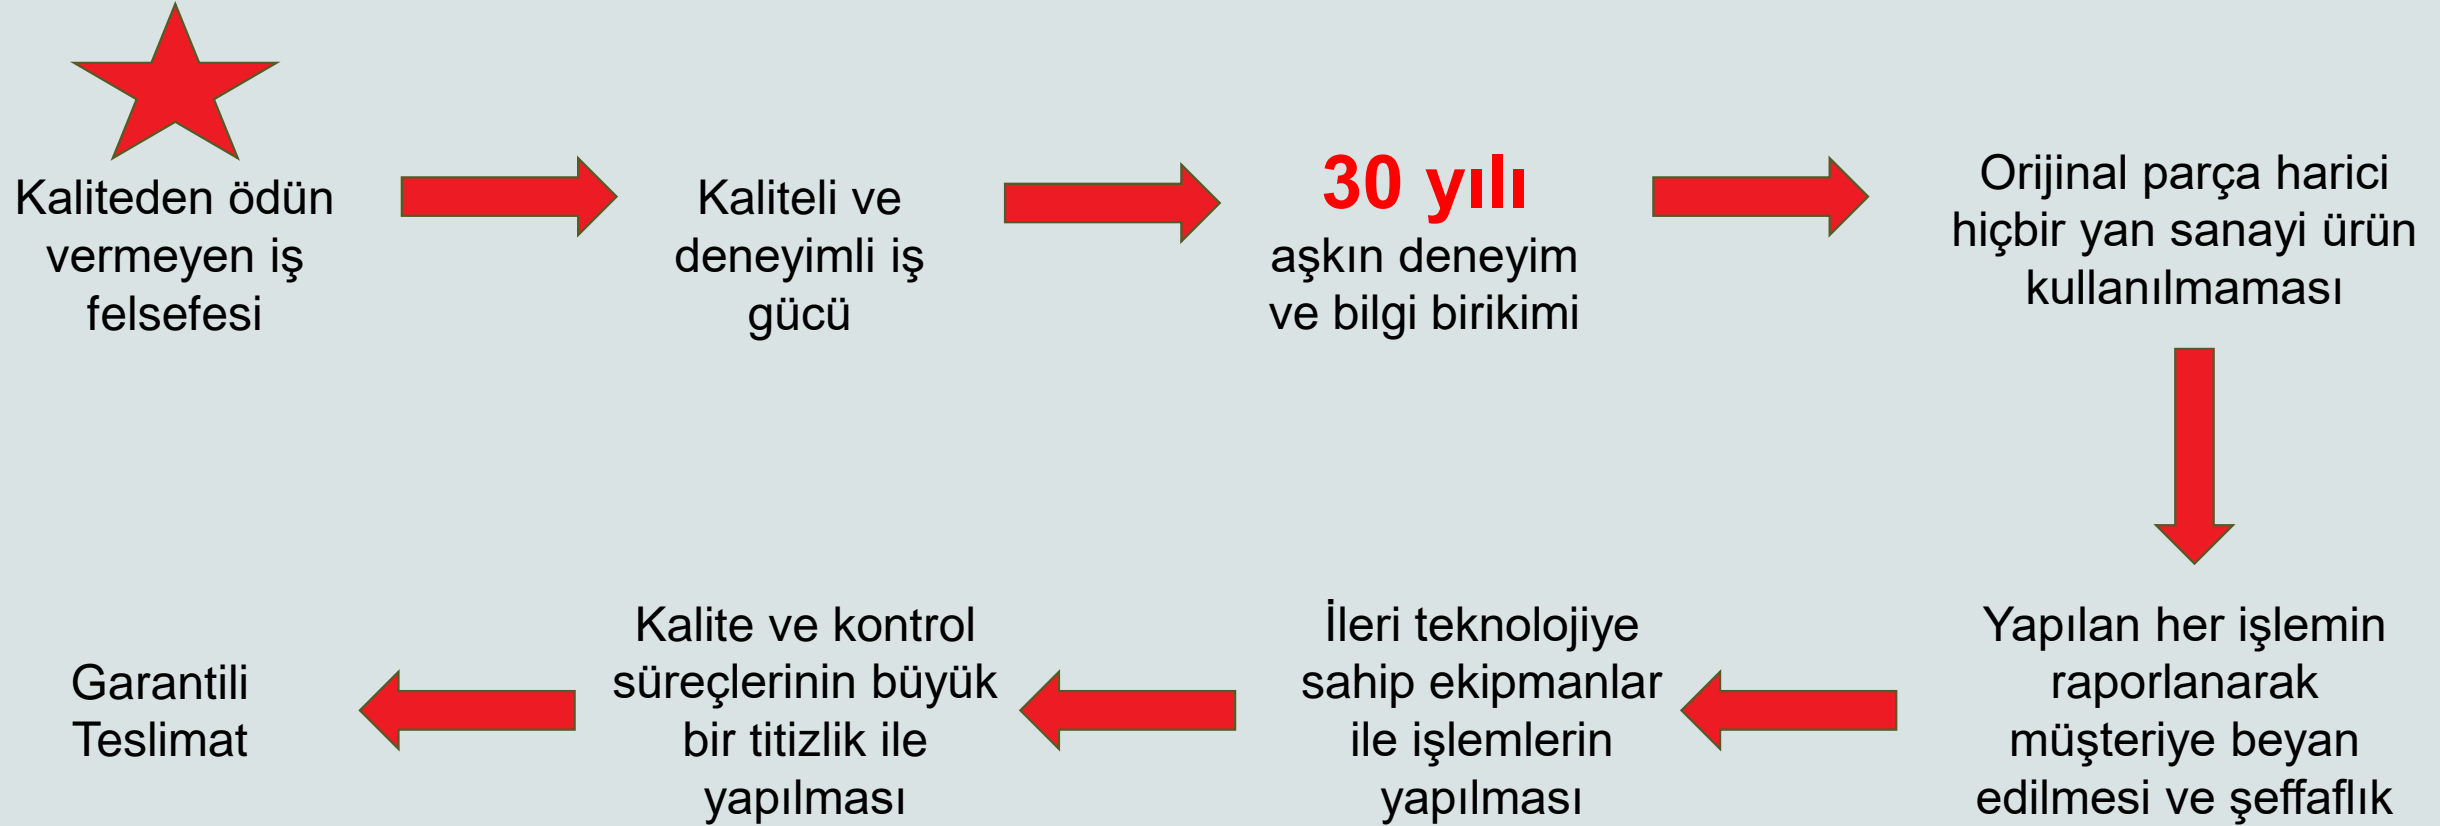 Kaliteden ödün
vermeyen iş
felsefesi
Kaliteli ve
deneyimli iş
gücü
30 yılı
aşkın deneyim
ve bilgi birikimi
Orijinal parça harici
hiçbir yan sanayi ürün
kullanılmaması
Yapılan her işlemin
raporlanarak
müşteriye beyan
edilmesi ve şeffaflık
İleri teknolojiye
sahip ekipmanlar
ile işlemlerin
yapılması
Kalite ve kontrol
süreçlerinin büyük
bir titizlik ile
yapılması
Garantili
Teslimat